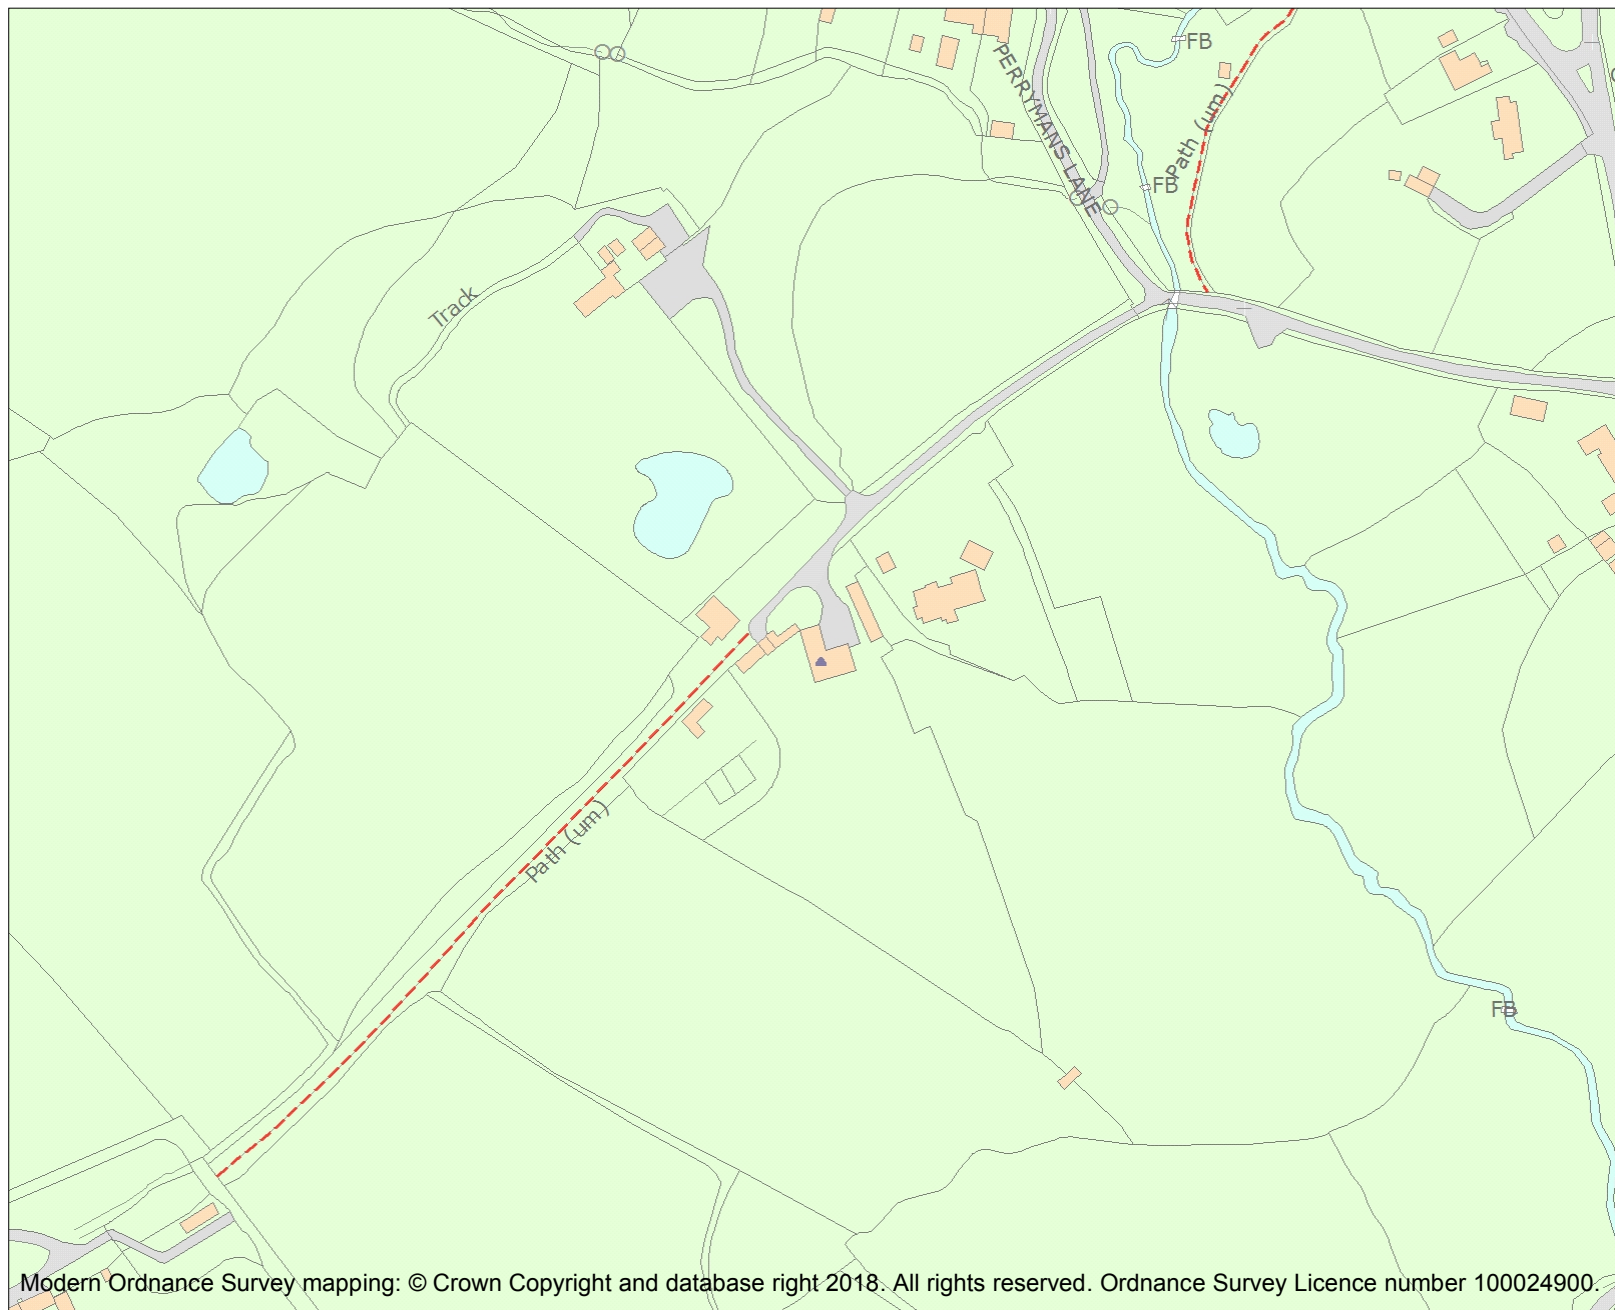 FB
PERRYMANS LANE
Path (um)
FB
Track
Path (um)
FB
Modern Ordnance Survey mapping: © Crown Copyright and database right 2018. All rights reserved. Ordnance Survey Licence number 100024900.